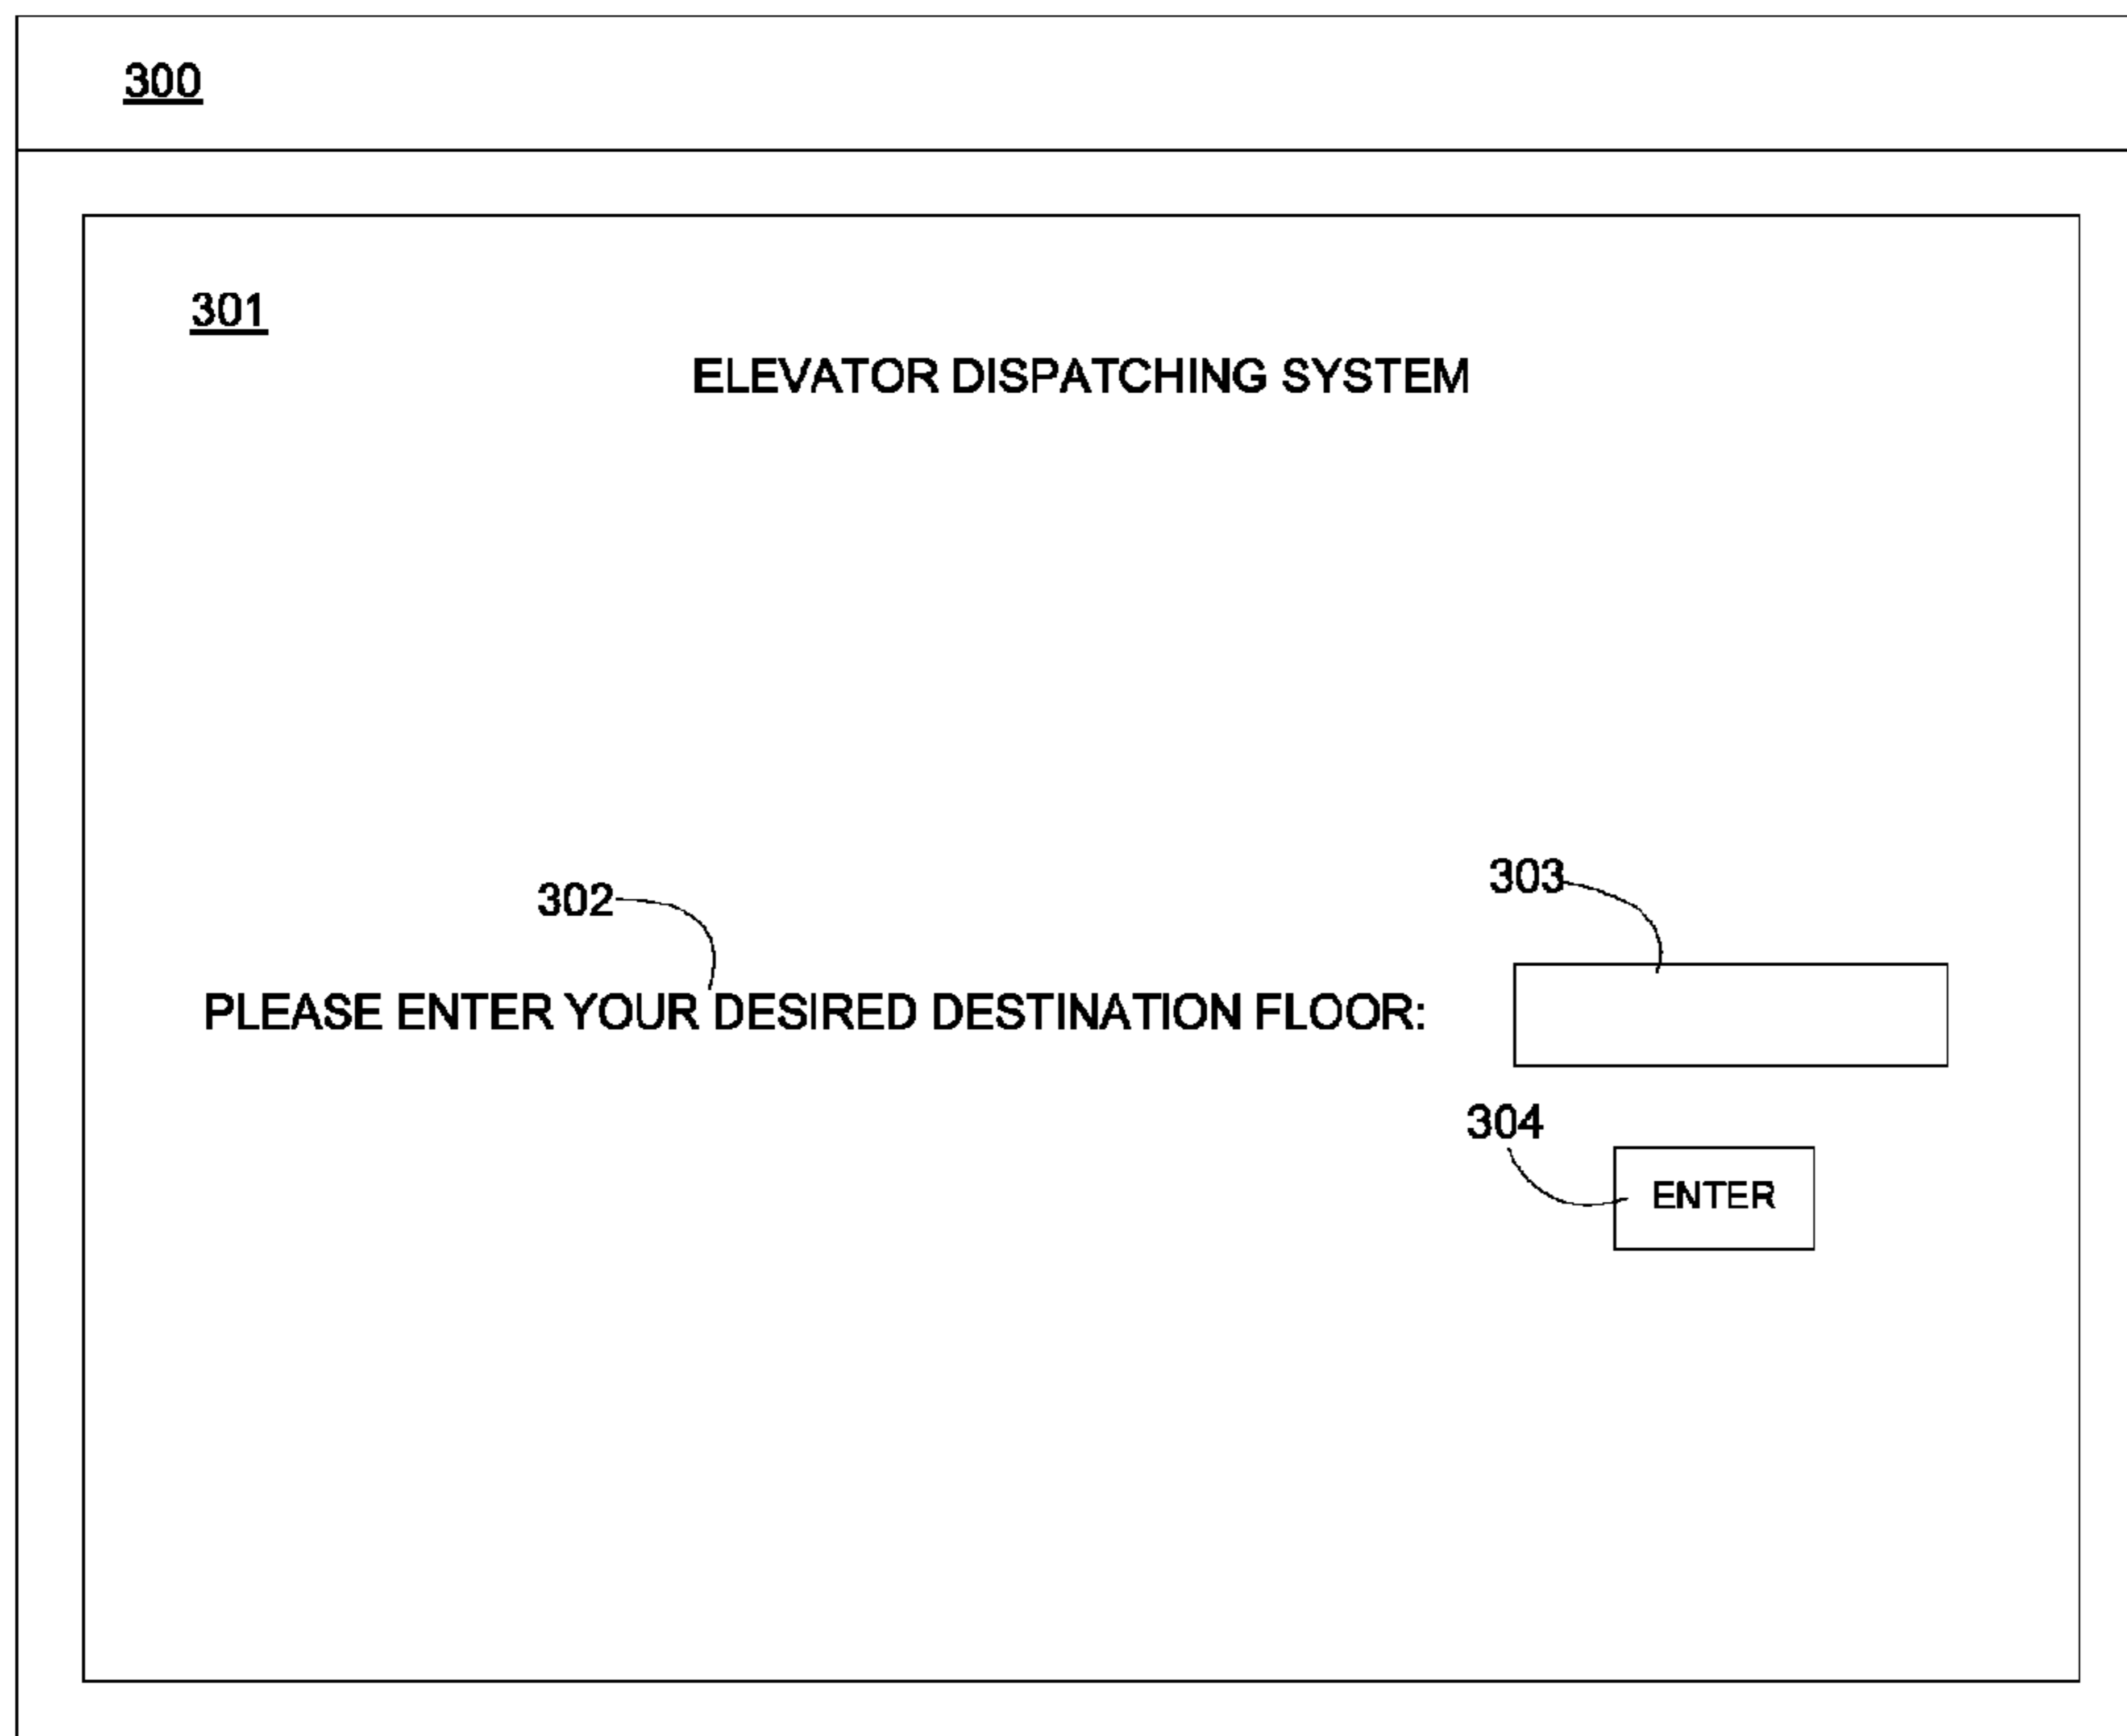 300
301
ELEVATOR DISPATCHING SYSTEM
303
302
PLEASE ENTER YOUR DESIRED DESTINATION FLOOR:
304
ENTER